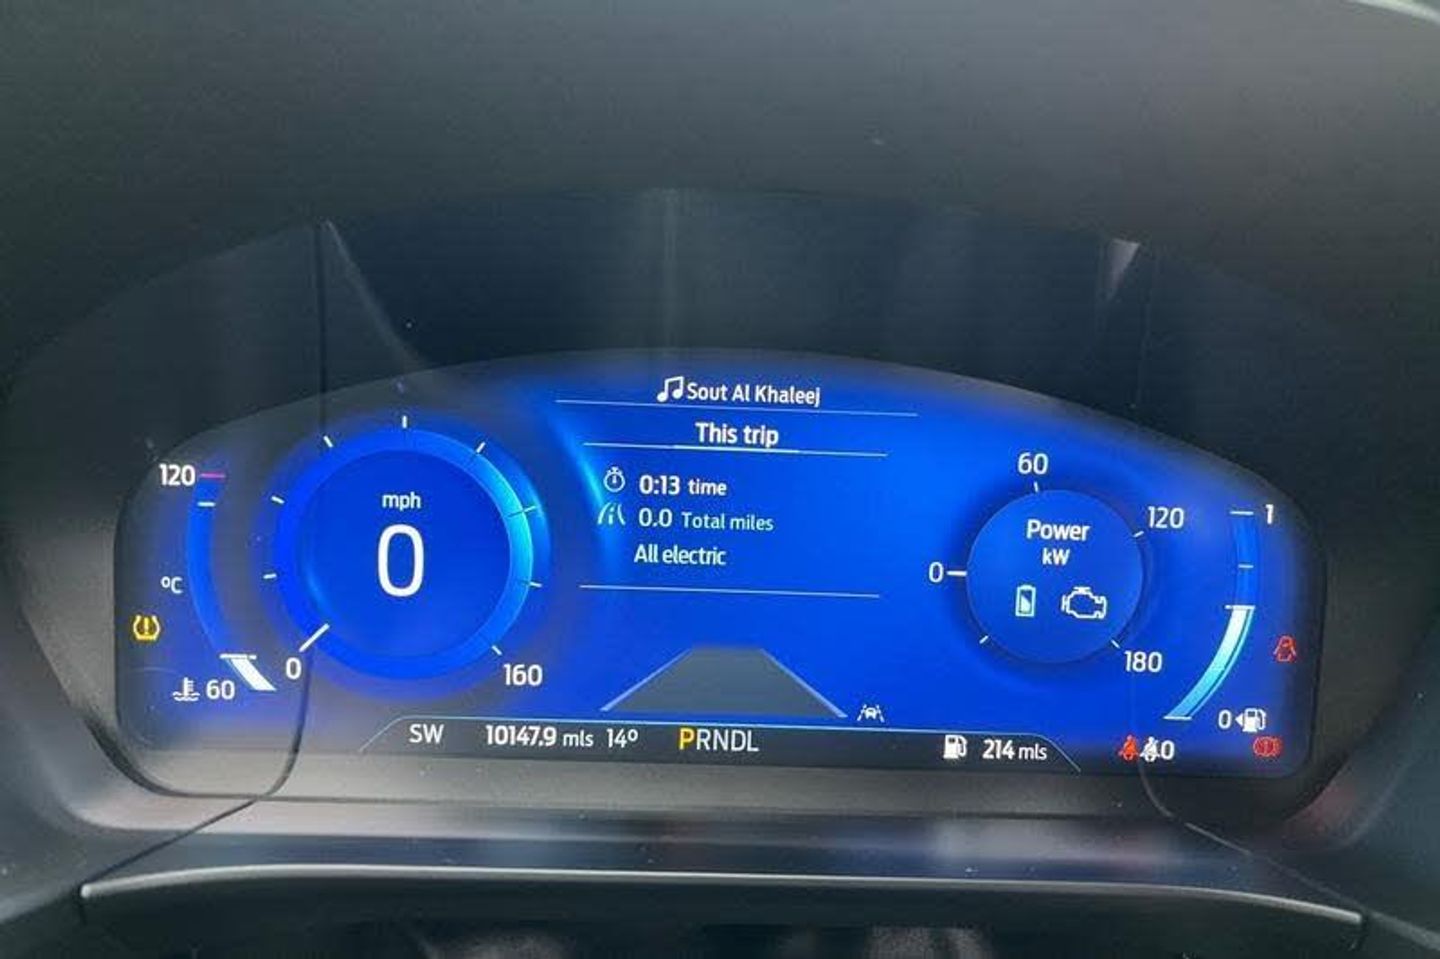 Sout Al Khaleej
This trip
0:13 time
0.0 Total miles
All electric
120
°C
60
mph
0
0
160
60
120
0
Power
kW
180
1
0
SW 10147.9 mls 14° PRNDL 214 mls